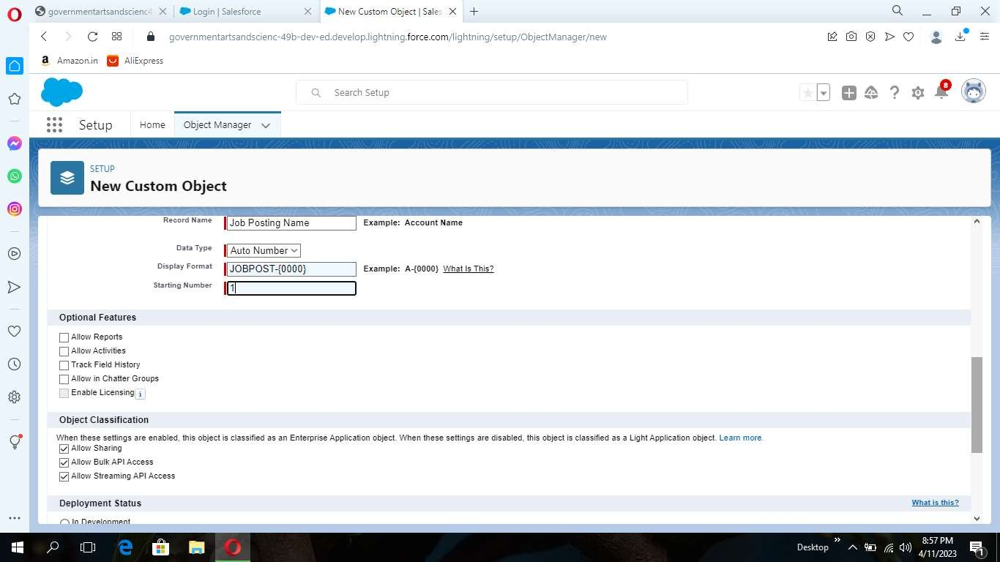 governmentartsandscienc4
Login | Salesforce
New Custom Object | Sales
governmentartsandscienc-49b-dev-ed.develop.lightning.force.com/lightning/setup/ObjectManager/new
a Amazon.in
AliExpress
Search Setup
8
Setup
Home
Object Manager
SETUP
New Custom Object
Record Name
Job Posting Name
Example: Account Name
Data Type
Auto Number
Display Format
JOBPOST-{0000}
Example: A-{0000} What Is This?
Starting Number
1
Optional Features
Allow Reports
Allow Activities
Track Field History
Allow in Chatter Groups
Enable Licensing i
Object Classification
When these settings are enabled, this object is classified as an Enterprise Application object. When these settings are disabled, this object is classified as a Light Application object. Learn more.
Allow Sharing
Allow Bulk API Access
Allow Streaming API Access
Deployment Status
What is this?
In Development
Desktop
8:57 PM
4/11/2023
1